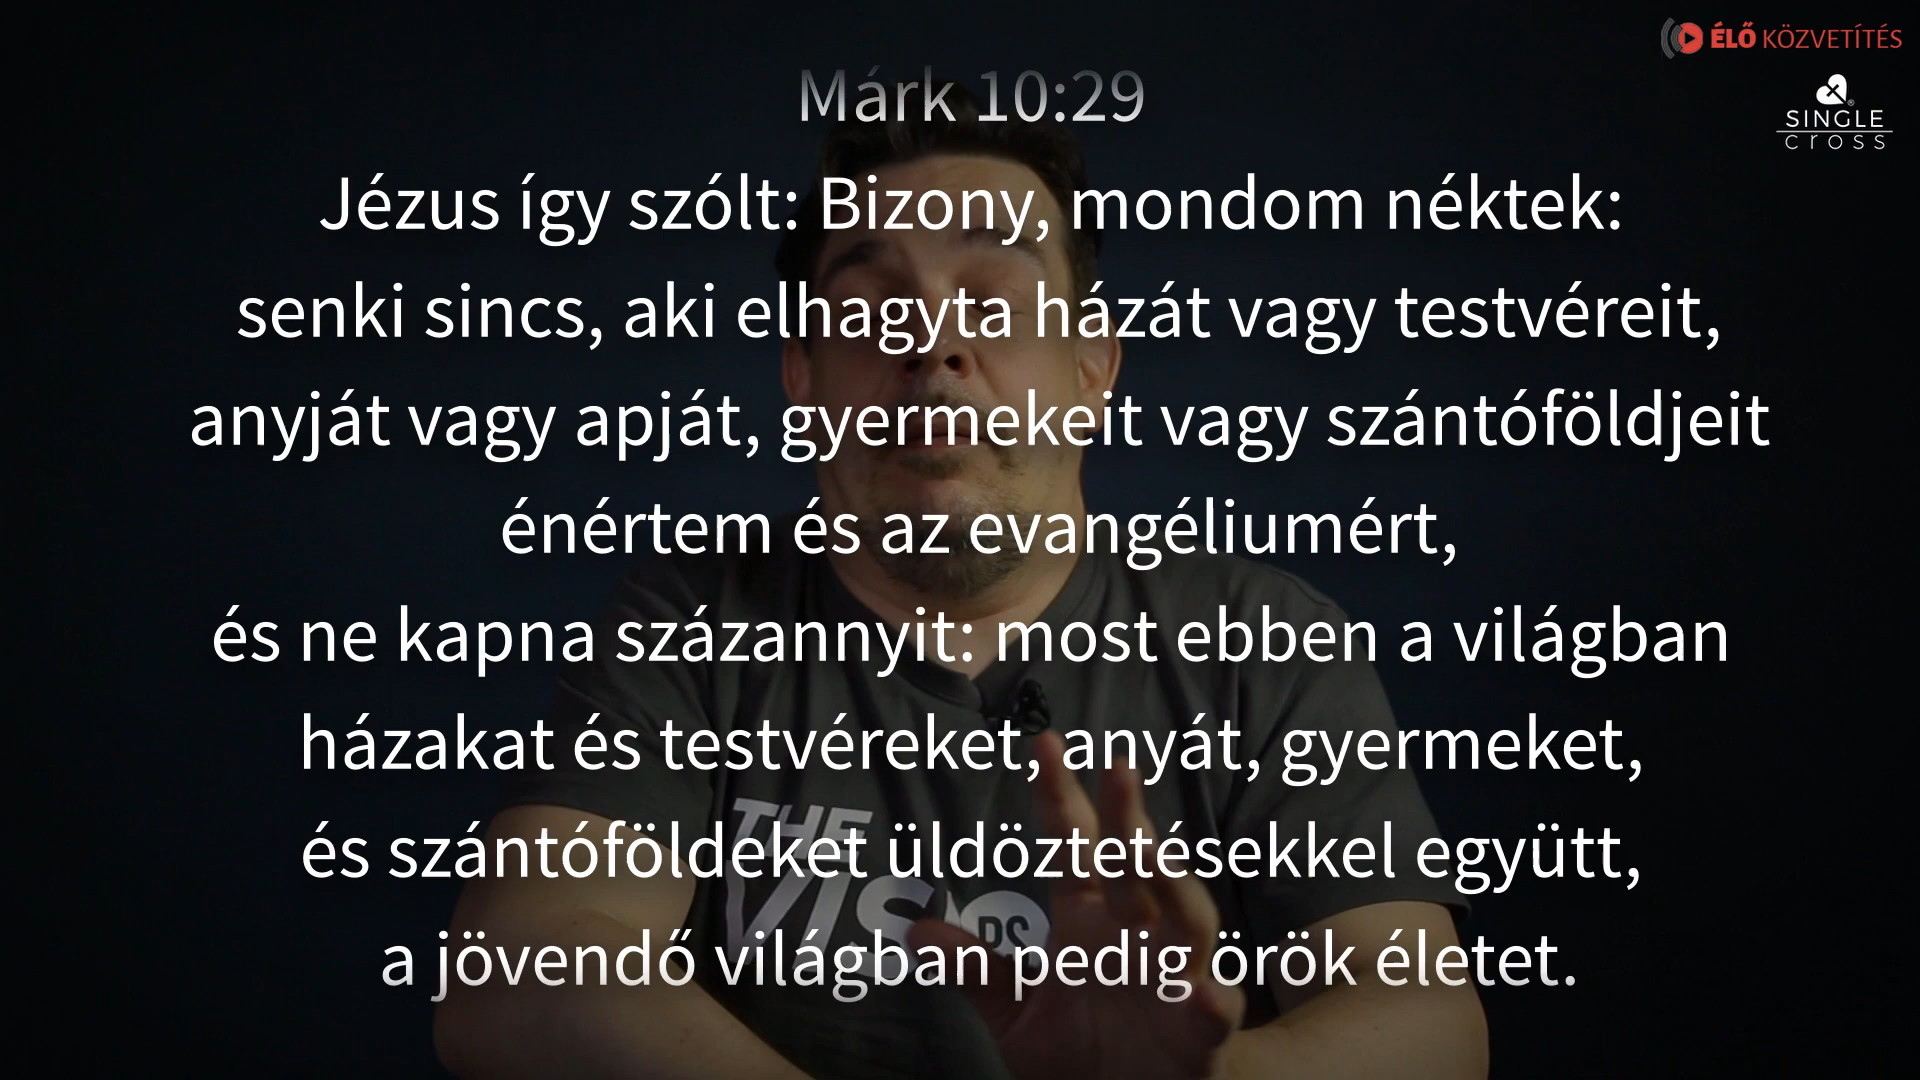 ÉLŐ KÖZVETÍTÉS
SINGLE
cross
Márk 10:29
Jézus így szólt: Bizony, mondom néktek:
senki sincs, aki elhagyta házát vagy testvéreit,
anyját vagy apját, gyermekeit vagy szántóföldjeit
énértem és az evangéliumért,
és ne kapna százannyit: most ebben a világban
házakat és testvéreket, anyát, gyermeket,
és szántóföldeket üldöztetésekkel együtt,
a jövendő világban pedig örök életet.
THE